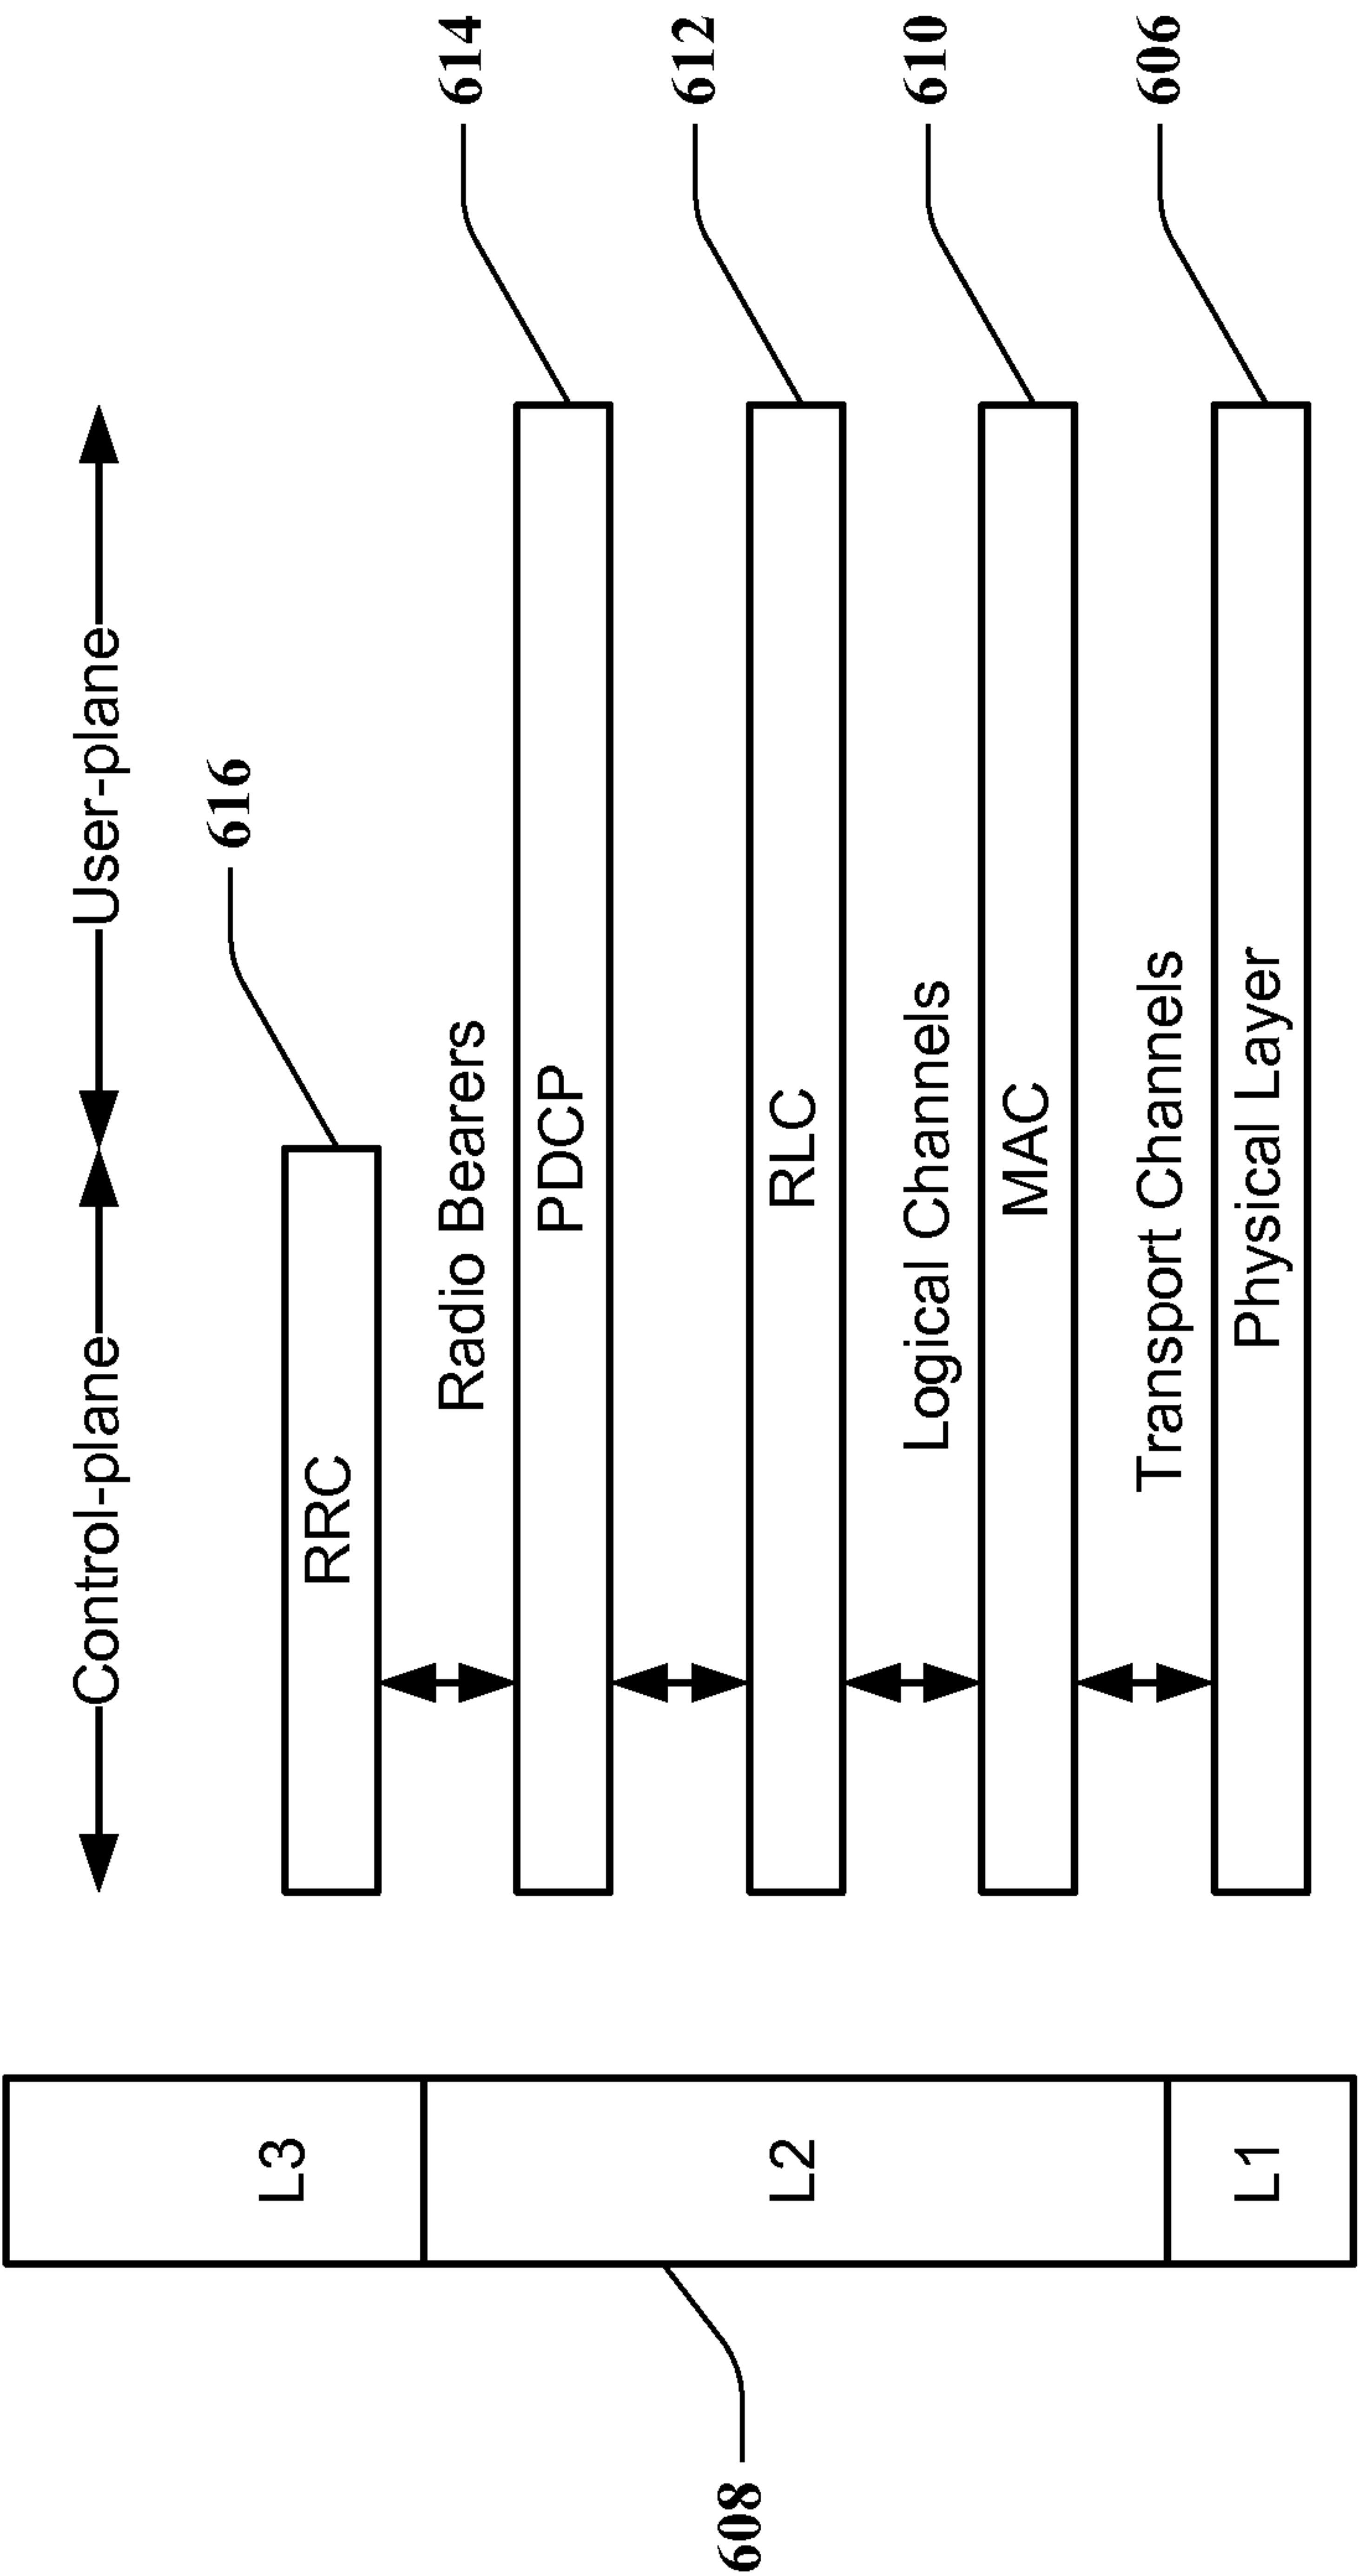 Control-plane
User-plane
616
L3
RRC
Radio Bearers
614
PDCP
608
L2
612
RLC
Logical Channels
610
MAC
Transport Channels
606
L1
Physical Layer